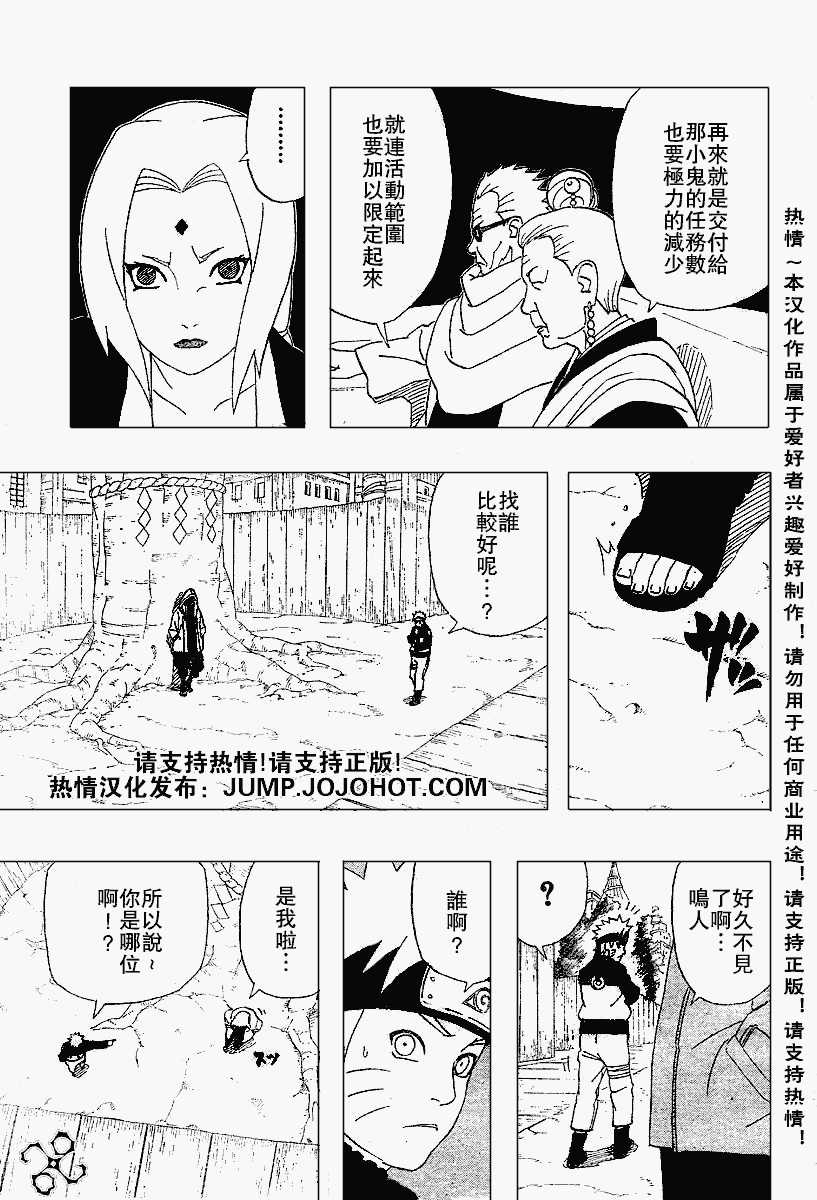 再來就是交付給
那小鬼的任務數
也要極力的減少
就連活動範圍
也要加以限定起來
………
ザッ
找誰
比較好呢…?
请支持热情!请支持正版!
热情汉化发布：JUMP.JOJOHOT.COM
好久不見
了啊…
鳴人
?
誰啊?
是我啦…
所以說~
你是哪位
啊!?
スッ
热情~本汉化作品属于爱好者兴趣爱好制作!请勿用于任何商业用途!请支持正版!请支持热情!